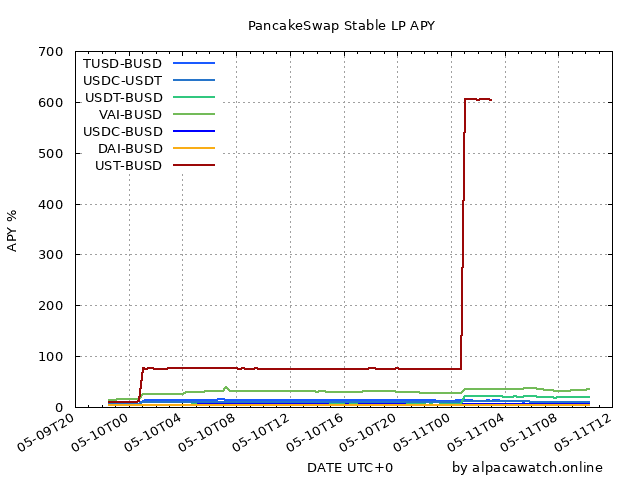 PancakeSwap Stable LP APY
700
600
500
400
300
200
100
0
APY %
TUSD-BUSD
USDC-USDT
USDT-BUSD
VAI-BUSD
USDC-BUSD
DAI-BUSD
UST-BUSD
05-09T20
05-10T00
05-10T04
05-10T08
05-10T12
05-10T16
05-10T20
05-11T00
05-11T04
05-11T08
05-11T12
DATE UTC+0
by alpacawatch.online